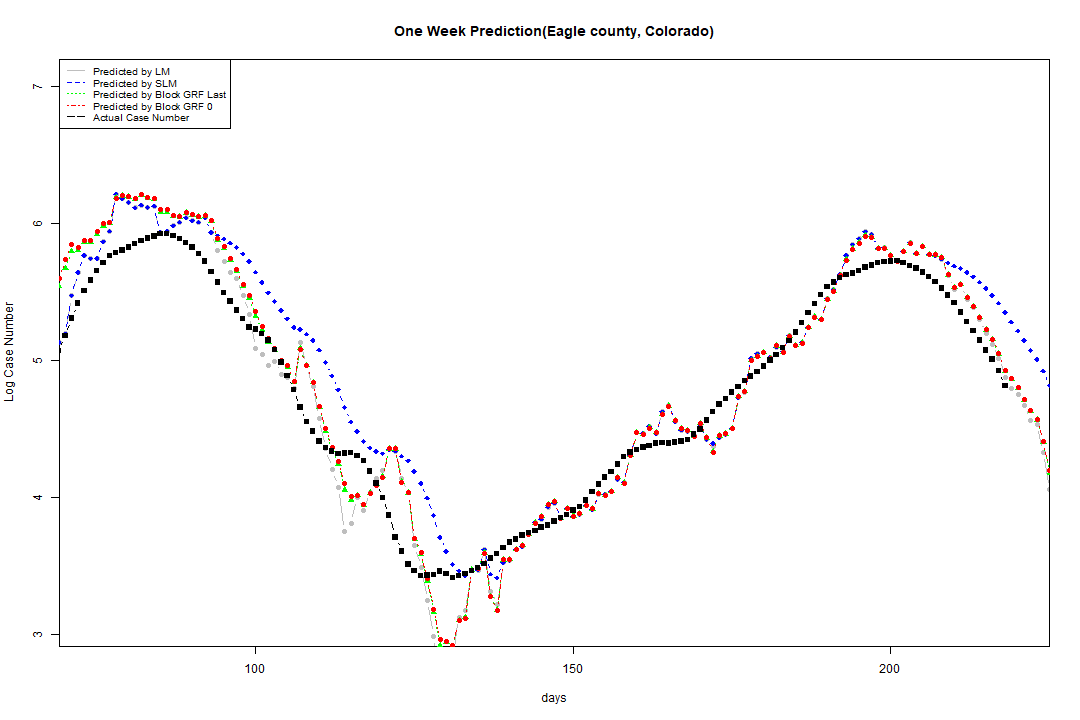 One Week Prediction(Eagle county, Colorado)
Predicted by LM
Predicted by SLM
Predicted by Block GRF Last
Predicted by Block GRF 0
Actual Case Number
7
6
5
4
3
Log Case Number
100 150 200
days